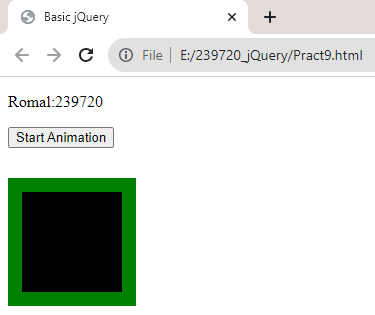 Basic jQuery
File E:/239720_jQuery/Pract9.html
Romal:239720
Start Animation